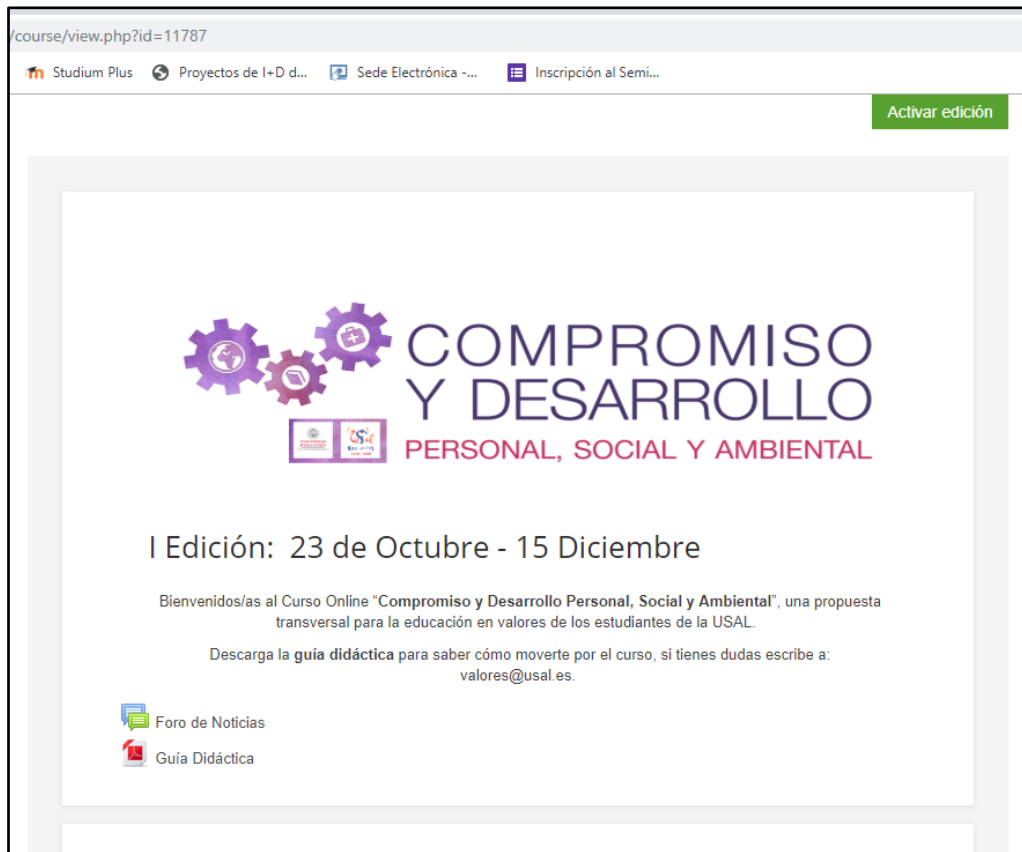 /course/view.php?id=11787
Studium Plus Proyectos de I+D d... Sede Electrónica -... Inscripción al Semi...
Activar edición
COMPROMISO
Y DESARROLLO
PERSONAL, SOCIAL Y AMBIENTAL
I Edición: 23 de Octubre - 15 Diciembre
Bienvenidos/as al Curso Online “Compromiso y Desarrollo Personal, Social y Ambiental”, una propuesta
transversal para la educación en valores de los estudiantes de la USAL.
Descarga la guía didáctica para saber cómo moverte por el curso, si tienes dudas escribe a:
valores@usal.es.
Foro de Noticias
Guía Didáctica